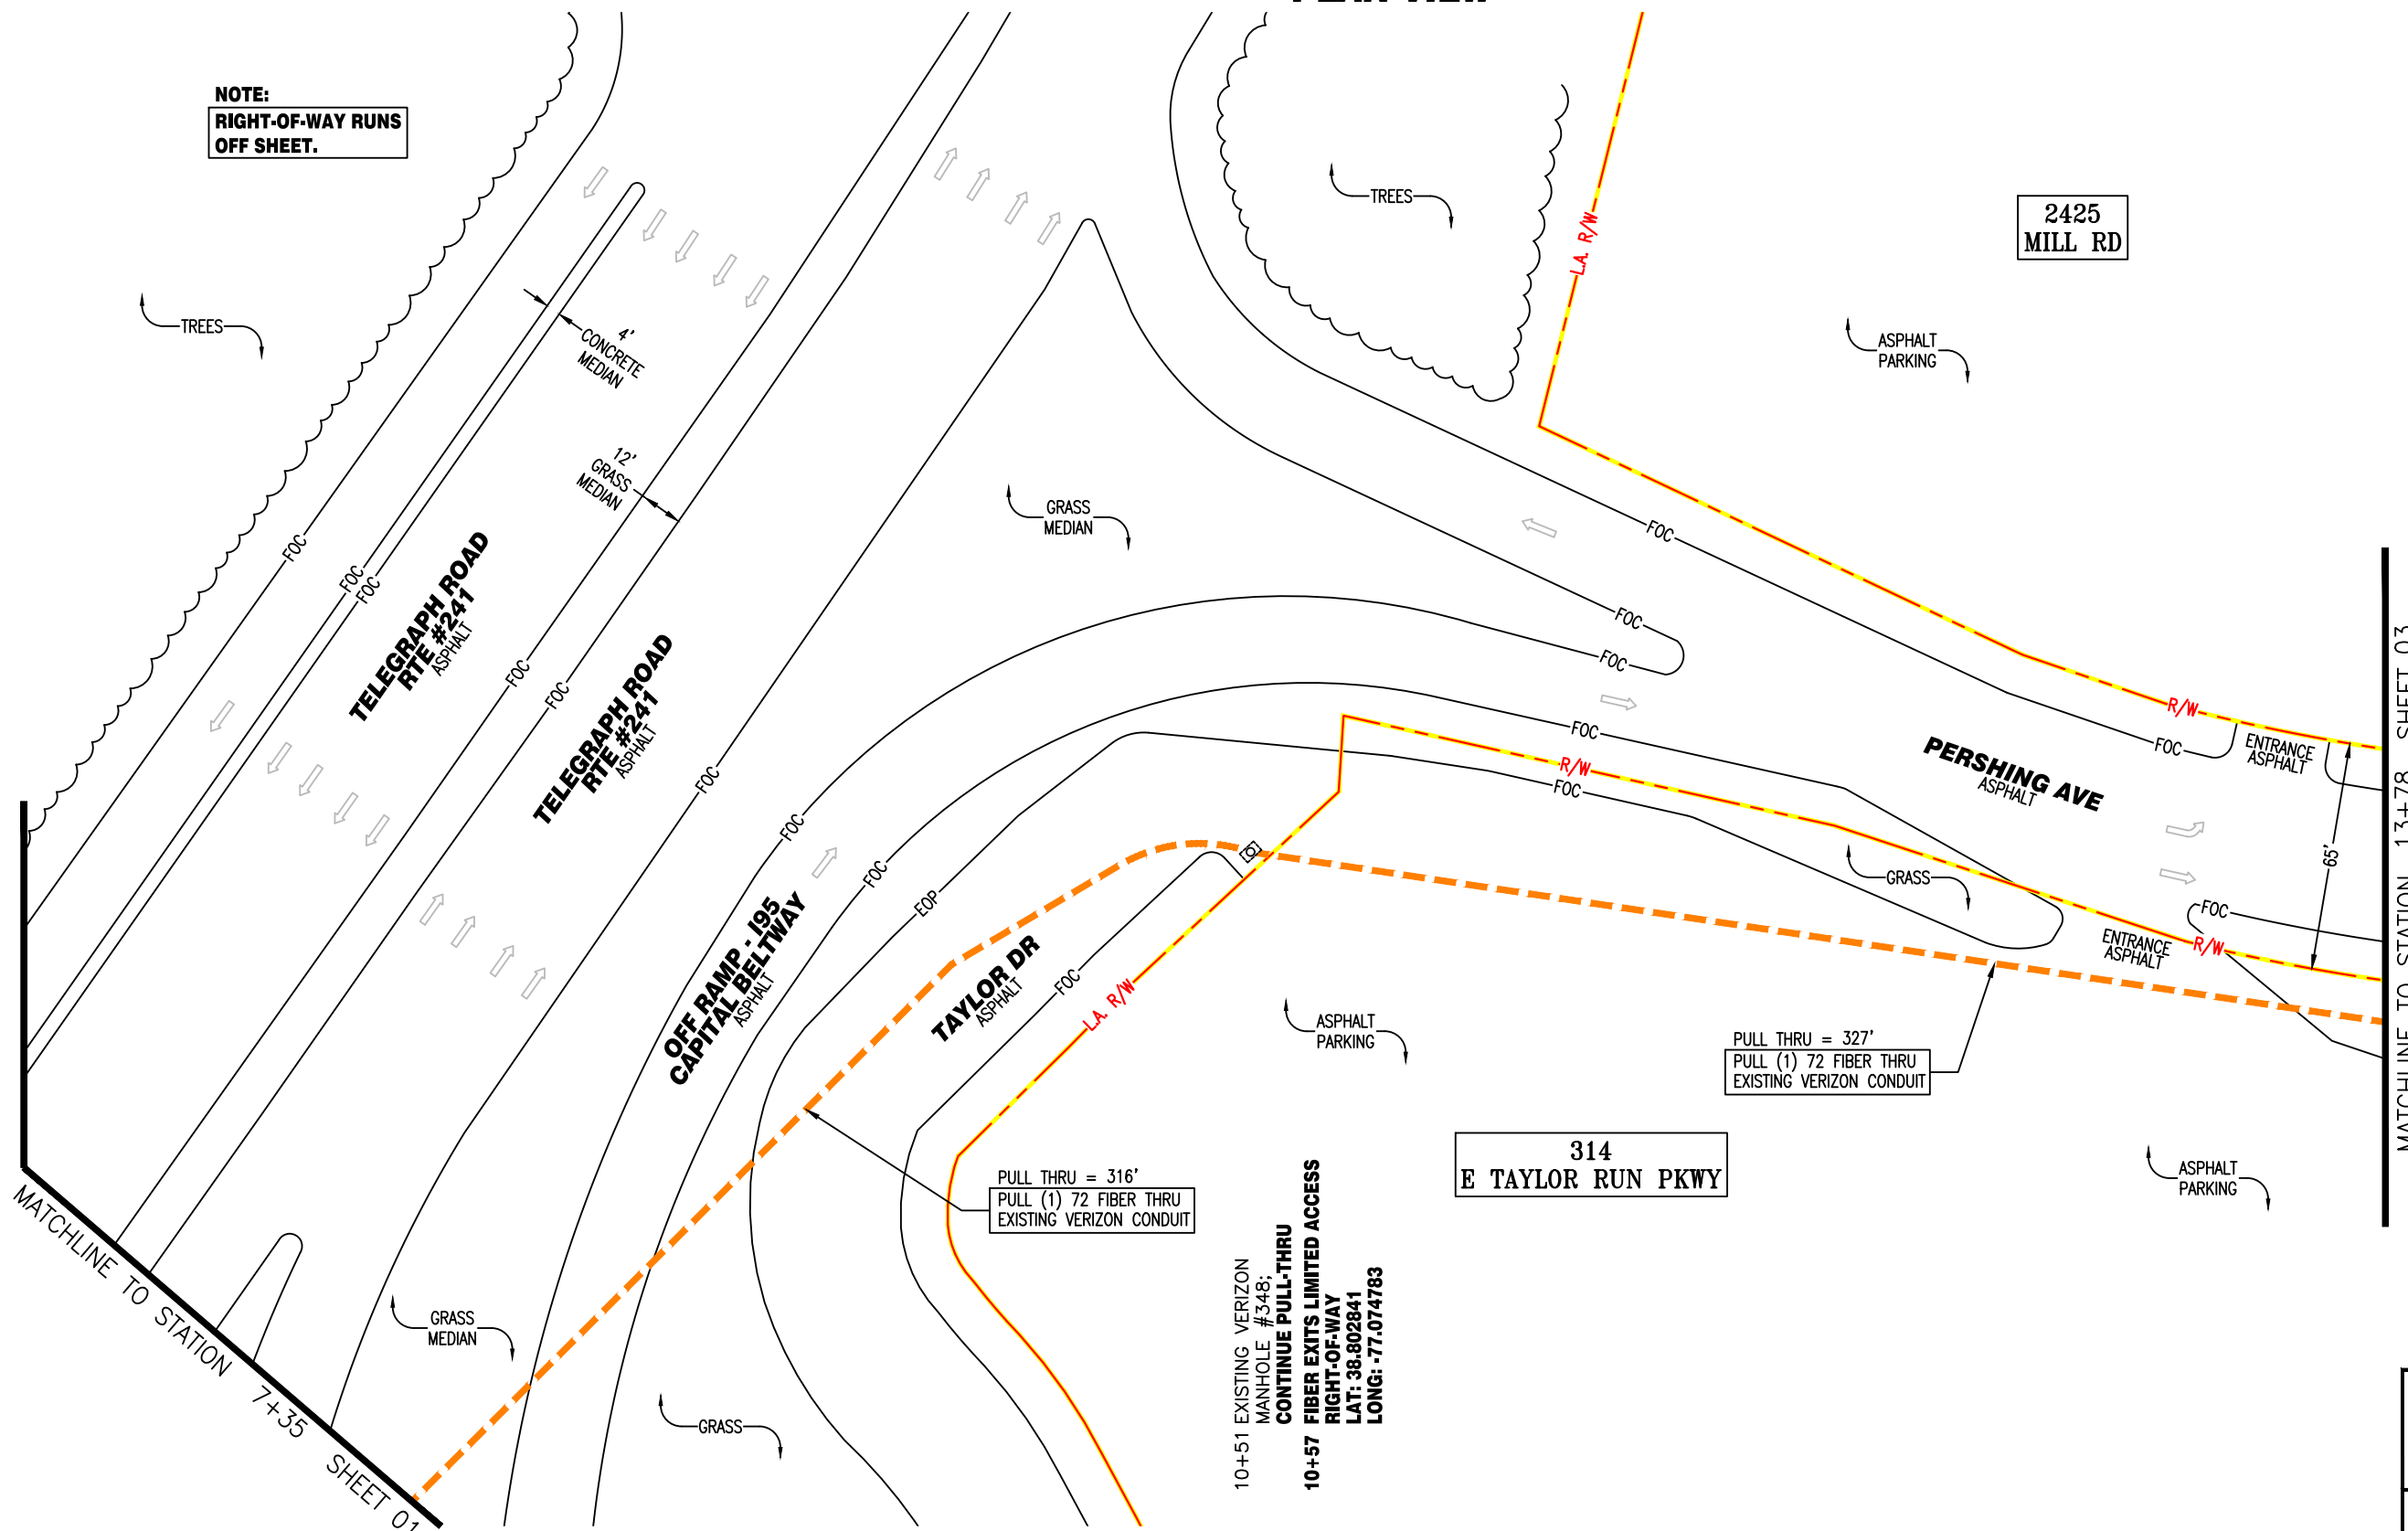 NOTE:
RIGHT-OF-WAY RUNS
OFF SHEET.
TREES
TREES
L.A. R/W
2425
MILL RD
ASPHALT
PARKING
4'
CONCRETE
MEDIAN
12'
GRASS
MEDIAN
GRASS
MEDIAN
FOC
FOC
FOC
FOC
FOC
FOC
FOC
FOC
FOC
TELEGRAPH ROAD
RTE #241
ASPHALT
TELEGRAPH ROAD
RTE #241
ASPHALT
FOC
FOC
R/W
FOC
R/W
FOC
ENTRANCE
ASPHALT
PERSHING AVE
ASPHALT
65'
FOC
FOC
EOP
GRASS
FOC
R/W
ENTRANCE
ASPHALT
OFF RAMP - I95
CAPITAL BELTWAY
ASPHALT
TAYLOR DR
ASPHALT
FOC
L.A. R/W
ASPHALT
PARKING
PULL THRU = 327'
PULL (1) 72 FIBER THRU
EXISTING VERIZON CONDUIT
314
E TAYLOR RUN PKWY
ASPHALT
PARKING
PULL THRU = 316'
PULL (1) 72 FIBER THRU
EXISTING VERIZON CONDUIT
10+51 EXISTING VERIZON
MANHOLE #348;
CONTINUE PULL-THRU
10+57 FIBER EXITS LIMITED ACCESS
RIGHT-OF-WAY
LAT: 38.802841
LONG: -77.074783
GRASS
MEDIAN
GRASS
MATCHLINE TO STATION 7+35 SHEET 01
MATCHLINE TO STATION 13+78 SHEET 03